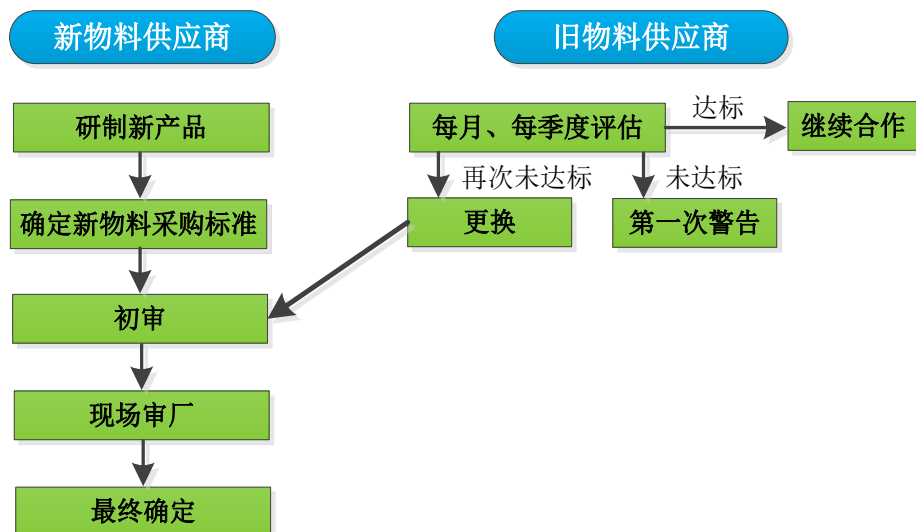 新物料供应商
旧物料供应商
研制新产品
每月、每季度评估
达标
继续合作
再次未达标
未达标
确定新物料采购标准
更换
第一次警告
初审
现场审厂
最终确定